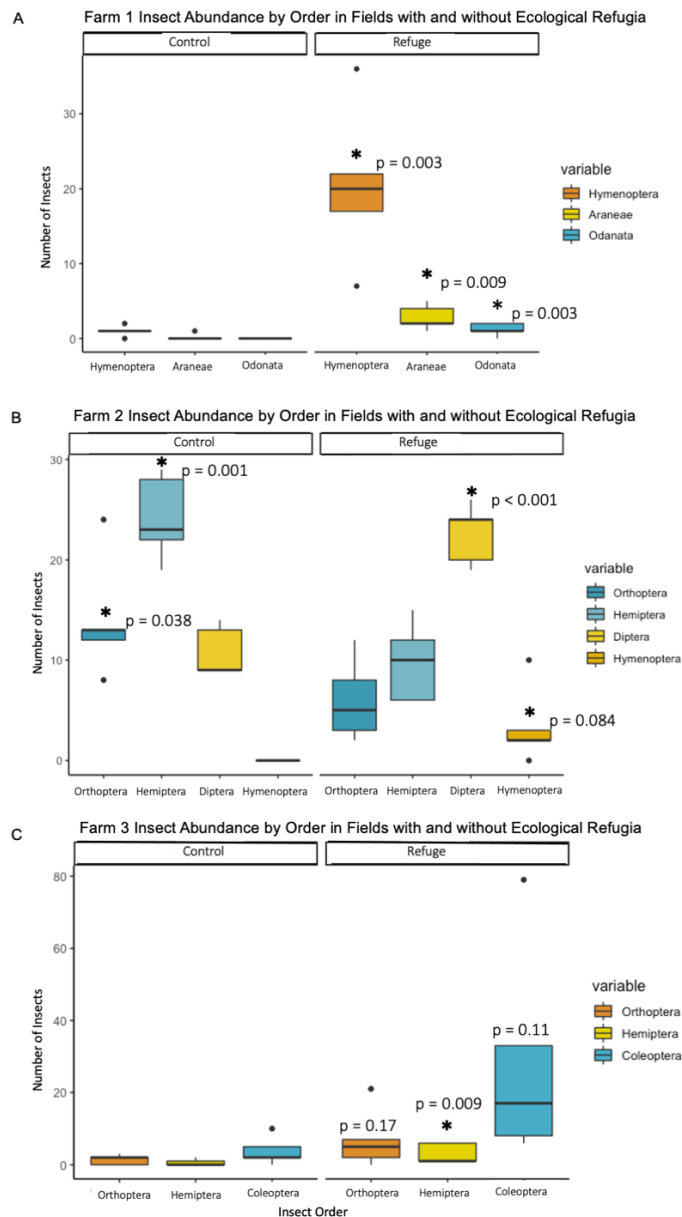 A
Farm 1 Insect Abundance by Order in Fields with and without Ecological Refugia
Control
Refuge
Number of Insects
30
20
10
0
* p = 0.003
* p = 0.009
* p = 0.003
Hymenoptera
Araneae
Odonata
Hymenoptera
Araneae
Odonata
variable
Hymenoptera
Araneae
Odanata
B
Farm 2 Insect Abundance by Order in Fields with and without Ecological Refugia
Control
Refuge
Number of Insects
30
20
10
0
* p = 0.001
* p = 0.038
* p < 0.001
* p = 0.084
Orthoptera
Hemiptera
Diptera
Hymenoptera
Orthoptera
Hemiptera
Diptera
Hymenoptera
variable
Orthoptera
Hemiptera
Diptera
Hymenoptera
C
Farm 3 Insect Abundance by Order in Fields with and without Ecological Refugia
Control
Refuge
Number of Insects
80
60
40
20
0
p = 0.17
p = 0.009
*
p = 0.11
Orthoptera
Hemiptera
Coleoptera
Orthoptera
Hemiptera
Coleoptera
Insect Order
variable
Orthoptera
Hemiptera
Coleoptera